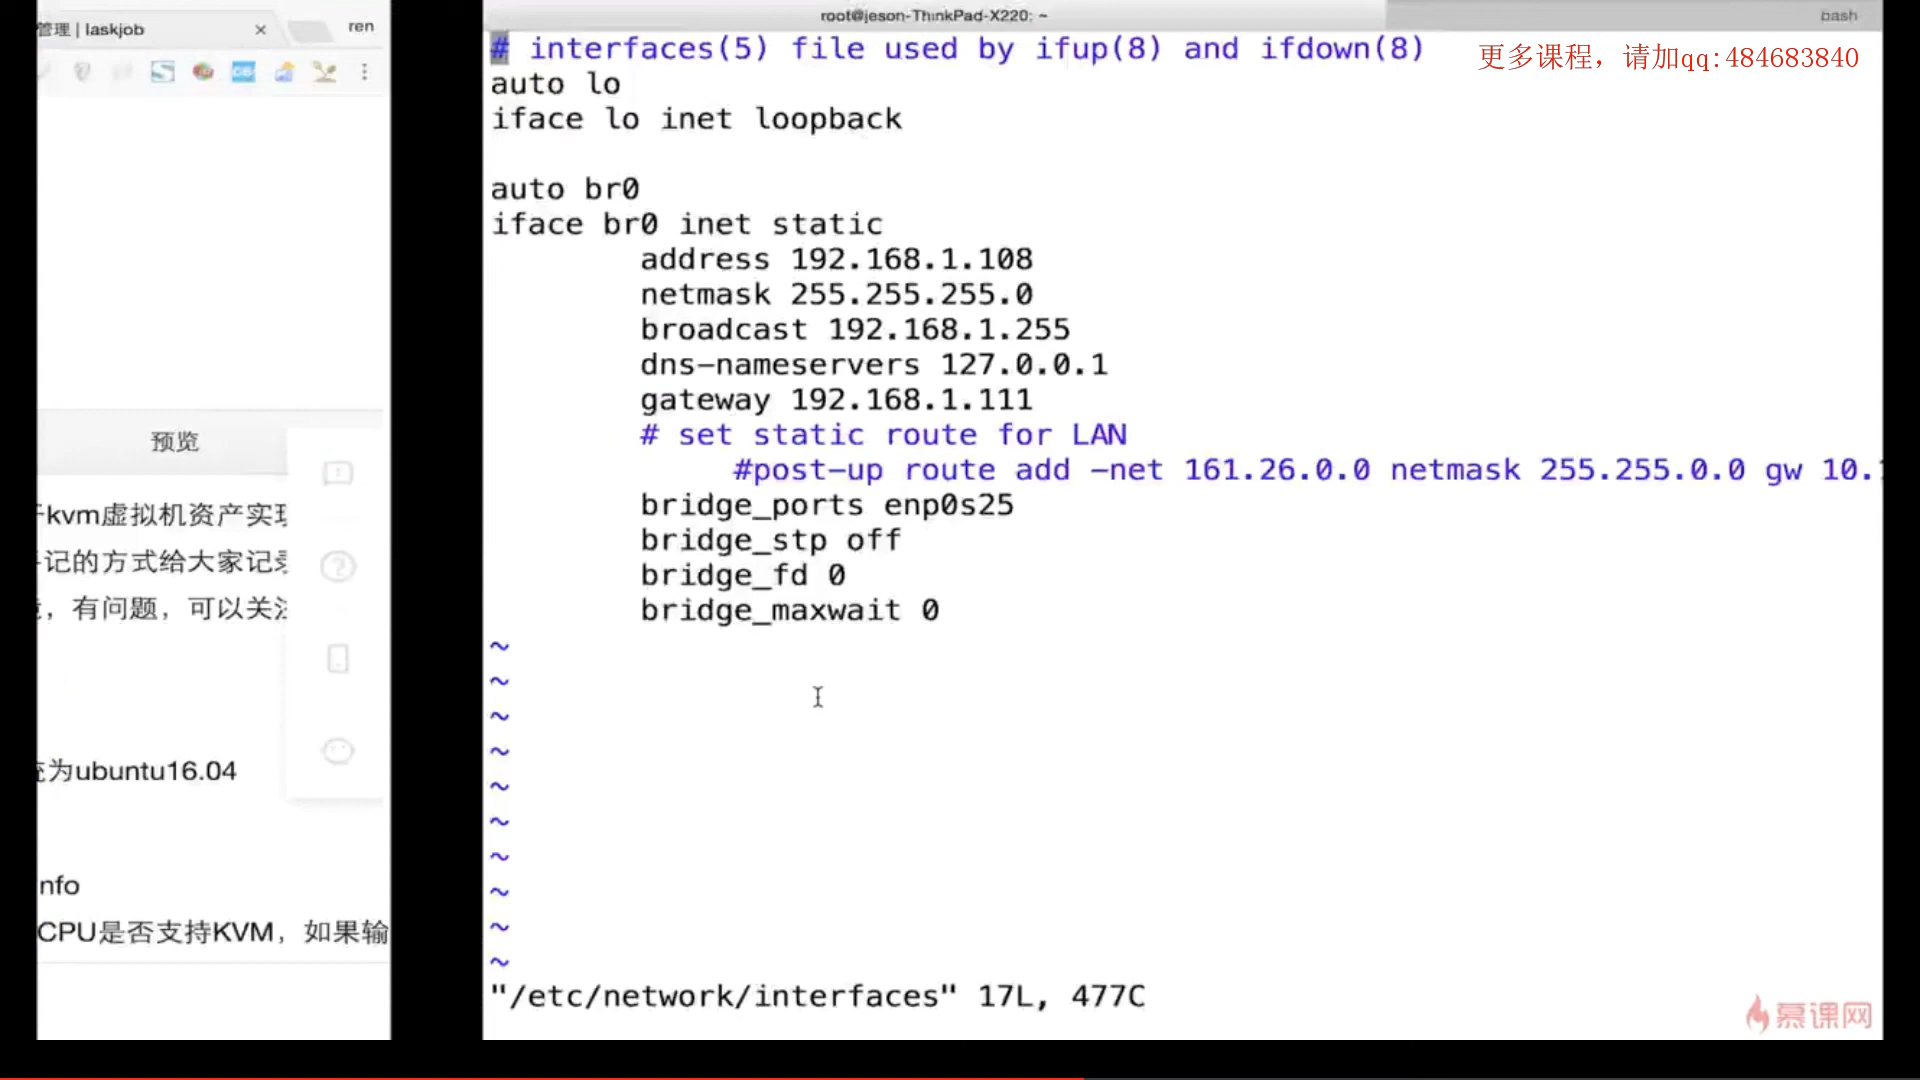 管理 | laskjob
ren
预览
kvm虚拟机资产实现
记的方式给大家记录
，有问题，可以关注
为ubuntu16.04
nfo
CPU是否支持KVM，如果输
root@jeson-ThinkPad-X220: ~
bash
更多课程，请加qq:484683840
# interfaces(5) file used by ifup(8) and ifdown(8)
auto lo
iface lo inet loopback
auto br0
iface br0 inet static
address 192.168.1.108
netmask 255.255.255.0
broadcast 192.168.1.255
dns-nameservers 127.0.0.1
gateway 192.168.1.111
# set static route for LAN
#post-up route add -net 161.26.0.0 netmask 255.255.0.0 gw 10.
bridge_ports enp0s25
bridge_stp off
bridge_fd 0
bridge_maxwait 0
~
~
~
~
~
~
~
~
~
~
"/etc/network/interfaces" 17L, 477C
慕课网